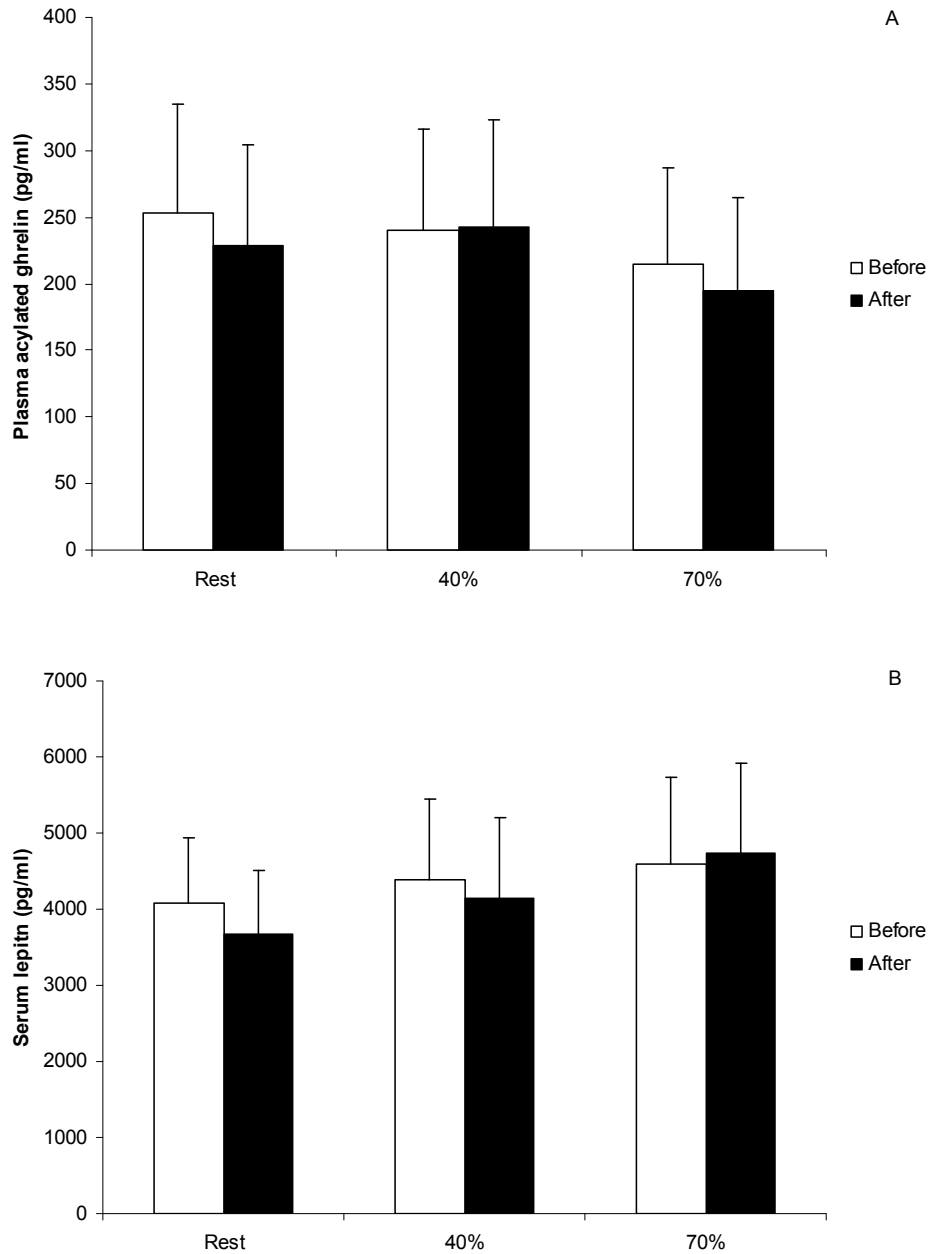 A
400
350
300
250
200
150
100
50
0
Plasma acylated ghrelin (pg/ml)
Rest 40% 70%
Before
After
B
7000
6000
5000
4000
3000
2000
1000
0
Serum lepitn (pg/ml)
Rest 40% 70%
Before
After